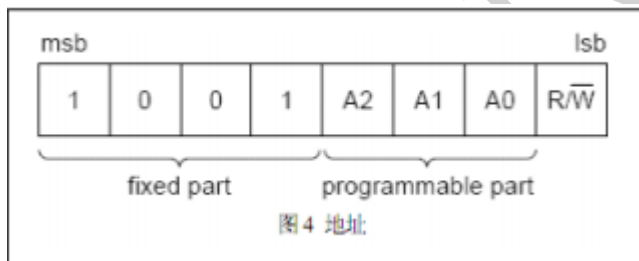 msb lsb
1 0 0 1 A2 A1 A0 R/W̅
fixed part programmable part
图4 地址